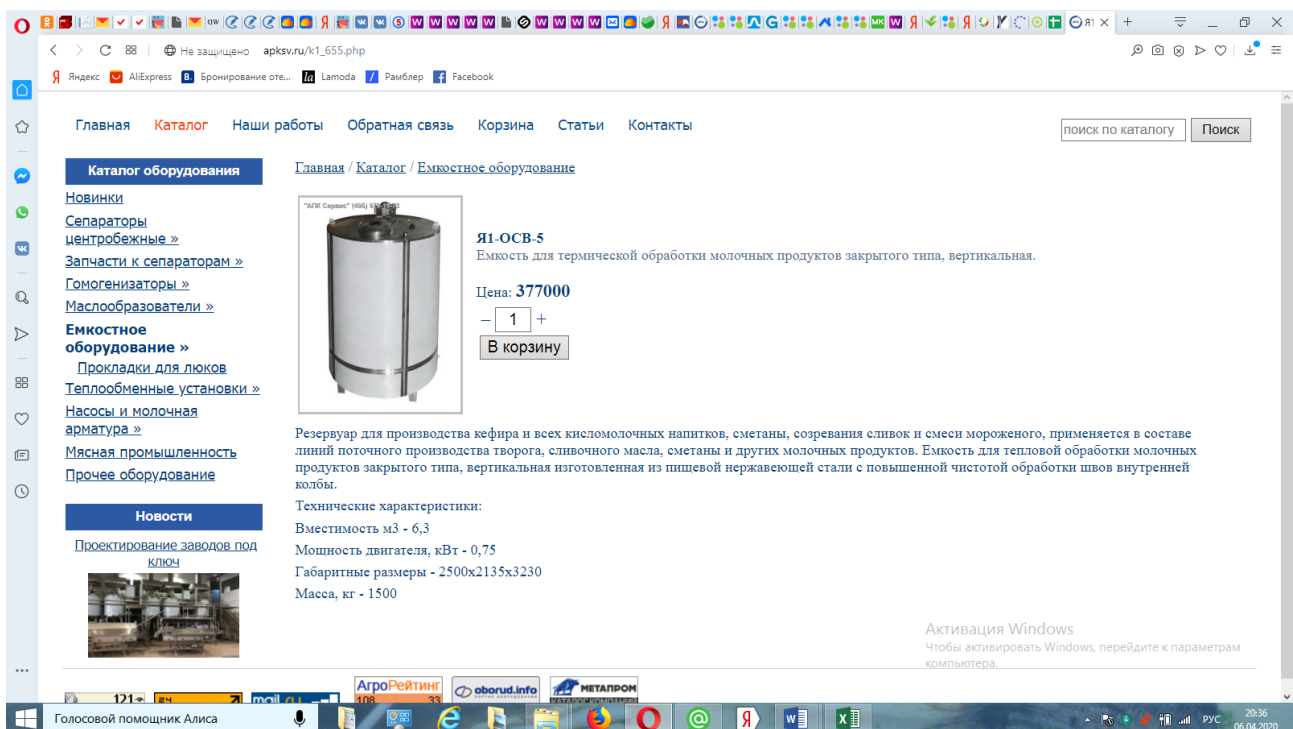 Не защищено apksv.ru/k1_655.php
Яндекс AliExpress Бронирование оте... Lamoda Рамблер Facebook
Главная Каталог Наши работы Обратная связь Корзина Статьи Контакты
поиск по каталогу Поиск
Каталог оборудования
Новинки
Сепараторы
центробежные »
Запчасти к сепараторам »
Гомогенизаторы »
Маслообразователи »
Емкостное
оборудование »
Прокладки для люков
Теплообменные установки »
Насосы и молочная
арматура »
Мясная промышленность
Прочее оборудование
Новости
Проектирование заводов под
ключ
Главная / Каталог / Емкостное оборудование
"АПК Сервис" (495)
Я1-ОСВ-5
Емкость для термической обработки молочных продуктов закрытого типа, вертикальная.
Цена: 377000
– 1 +
В корзину
Резервуар для производства кефира и всех кисломолочных напитков, сметаны, созревания сливок и смеси мороженого, применяется в составе
линий поточного производства творога, сливочного масла, сметаны и других молочных продуктов. Емкость для тепловой обработки молочных
продуктов закрытого типа, вертикальная изготовленная из пищевой нержавеющей стали с повышенной чистотой обработки швов внутренней
колбы.
Технические характеристики:
Вместимость м3 - 6,3
Мощность двигателя, кВт - 0,75
Габаритные размеры - 2500х2135х3230
Масса, кг - 1500
Активация Windows
Чтобы активировать Windows, перейдите к параметрам
компьютера.
121
АгроРейтинг
108 33
oborud.info
МЕТАПРОМ
Голосовой помощник Алиса
РУС
20:36
06.04.2020